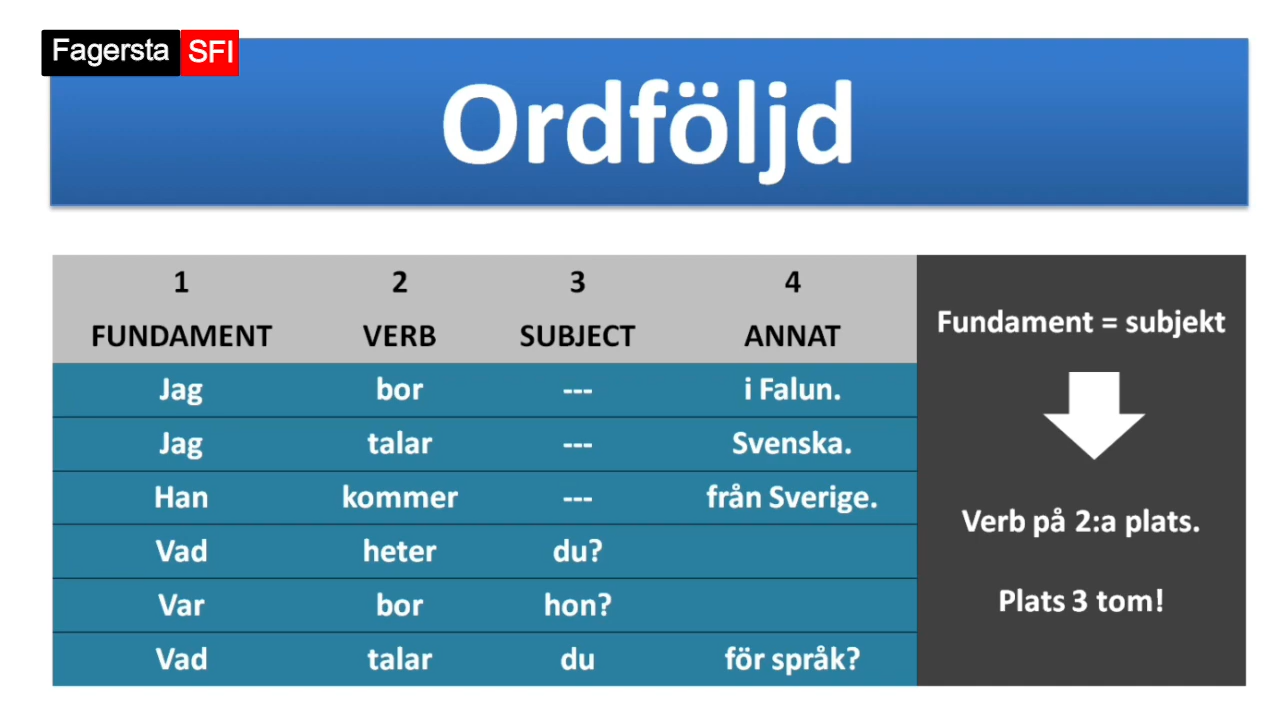 Fagersta SFI
Ordföljd
1 2 3 4
FUNDAMENT VERB SUBJECT ANNAT
Jag bor --- i Falun.
Jag talar --- Svenska.
Han kommer --- från Sverige.
Vad heter du?
Var bor hon?
Vad talar du för språk?
Fundament = subjekt
Verb på 2:a plats.
Plats 3 tom!